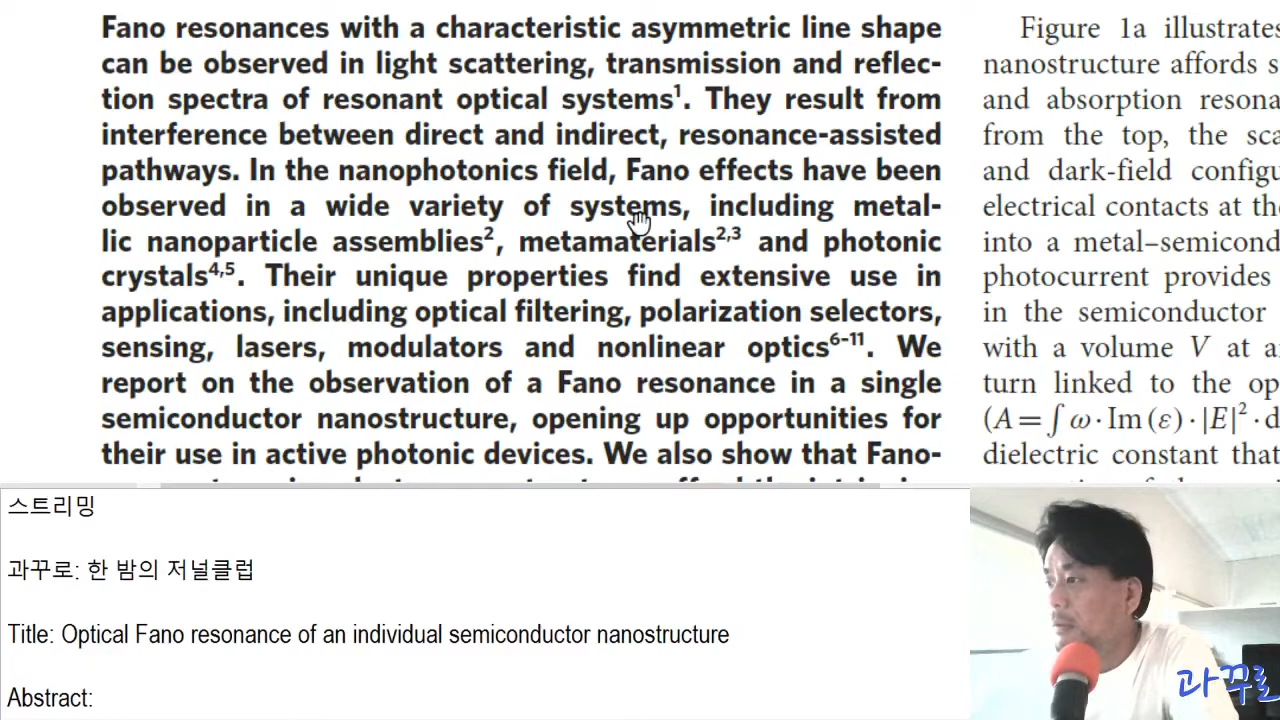 Fano resonances with a characteristic asymmetric line shape
can be observed in light scattering, transmission and reflec-
tion spectra of resonant optical systems1. They result from
interference between direct and indirect, resonance-assisted
pathways. In the nanophotonics field, Fano effects have been
observed in a wide variety of systems, including metal-
lic nanoparticle assemblies2, metamaterials2,3 and photonic
crystals4,5. Their unique properties find extensive use in
applications, including optical filtering, polarization selectors,
sensing, lasers, modulators and nonlinear optics6-11. We
report on the observation of a Fano resonance in a single
semiconductor nanostructure, opening up opportunities for
their use in active photonic devices. We also show that Fano-
Figure 1a illustrates
nanostructure affords s
and absorption resona
from the top, the sca
and dark-field configu
electrical contacts at the
into a metal–semicond
photocurrent provides
in the semiconductor
with a volume V at an
turn linked to the op
(A = ∫ ω · Im (ε) · |E|2 · d
dielectric constant that
스트리밍
과꾸로: 한 밤의 저널클럽
Title: Optical Fano resonance of an individual semiconductor nanostructure
Abstract:
과꾸로